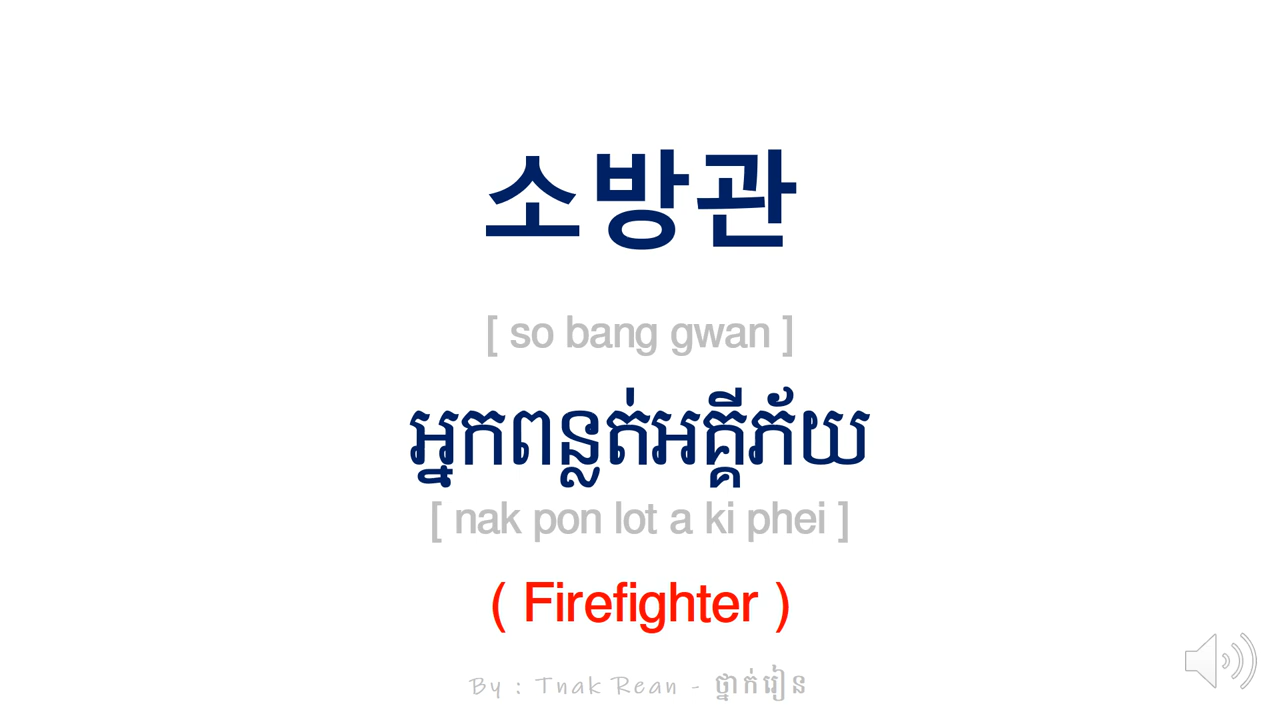 소방관
[ so bang gwan ]
អ្នកពន្លត់អគ្គីភ័យ
[ nak pon lot a ki phei ]
( Firefighter )
By : Tnak Rean - ថ្នាក់រៀន